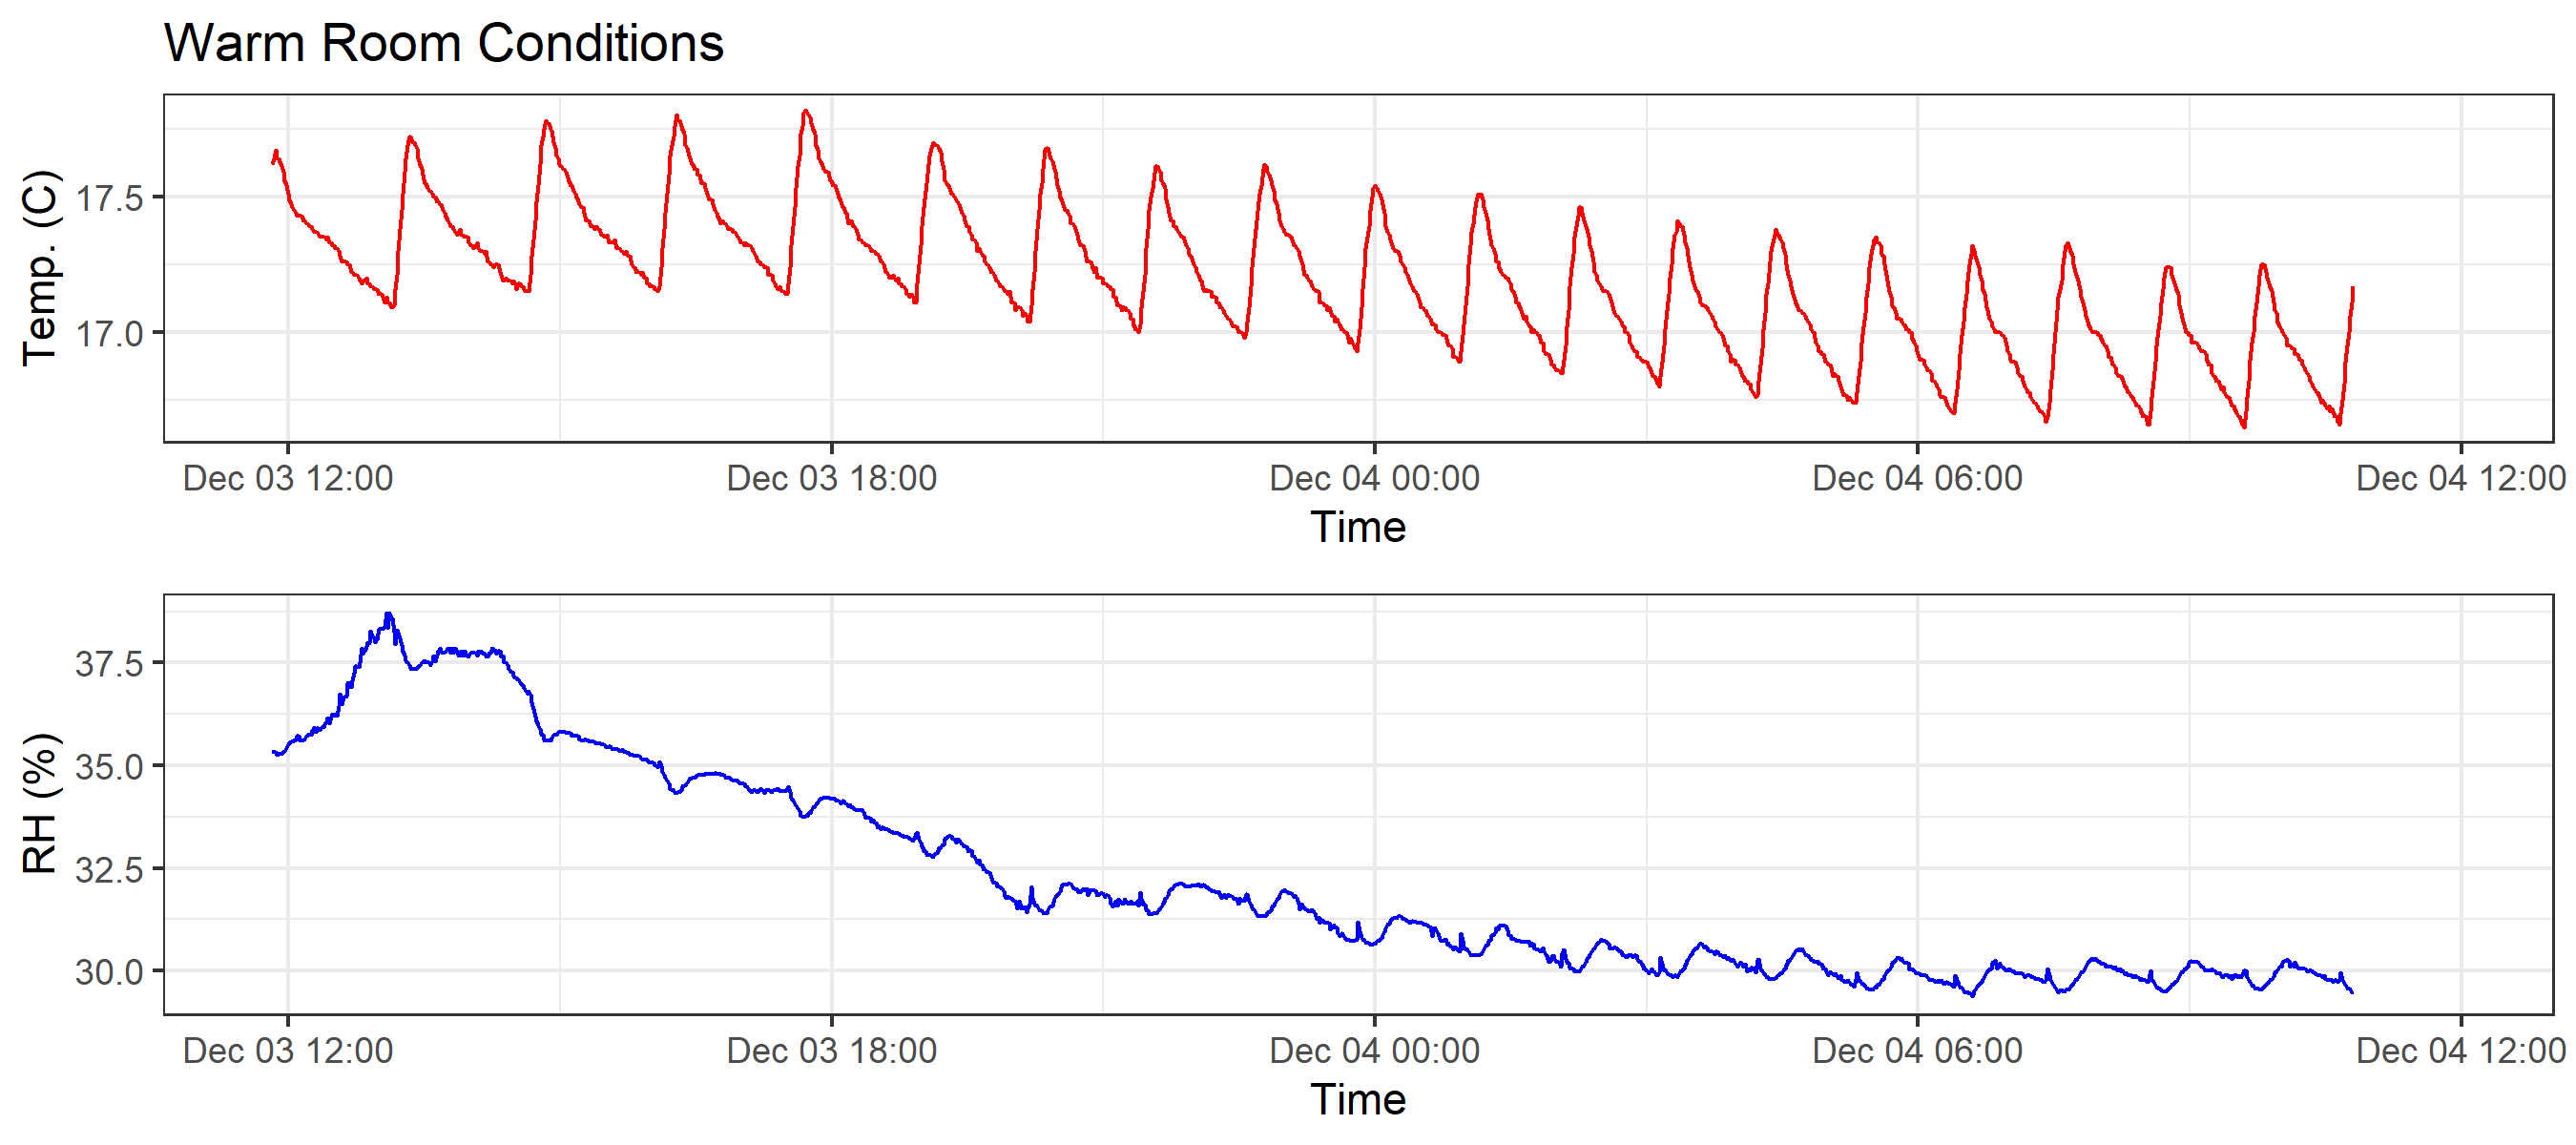 Warm Room Conditions
Temp. (C)
17.5
17.0
Dec 03 12:00 Dec 03 18:00 Dec 04 00:00 Dec 04 06:00 Dec 04 12:00
Time
RH (%)
37.5
35.0
32.5
30.0
Dec 03 12:00 Dec 03 18:00 Dec 04 00:00 Dec 04 06:00 Dec 04 12:00
Time